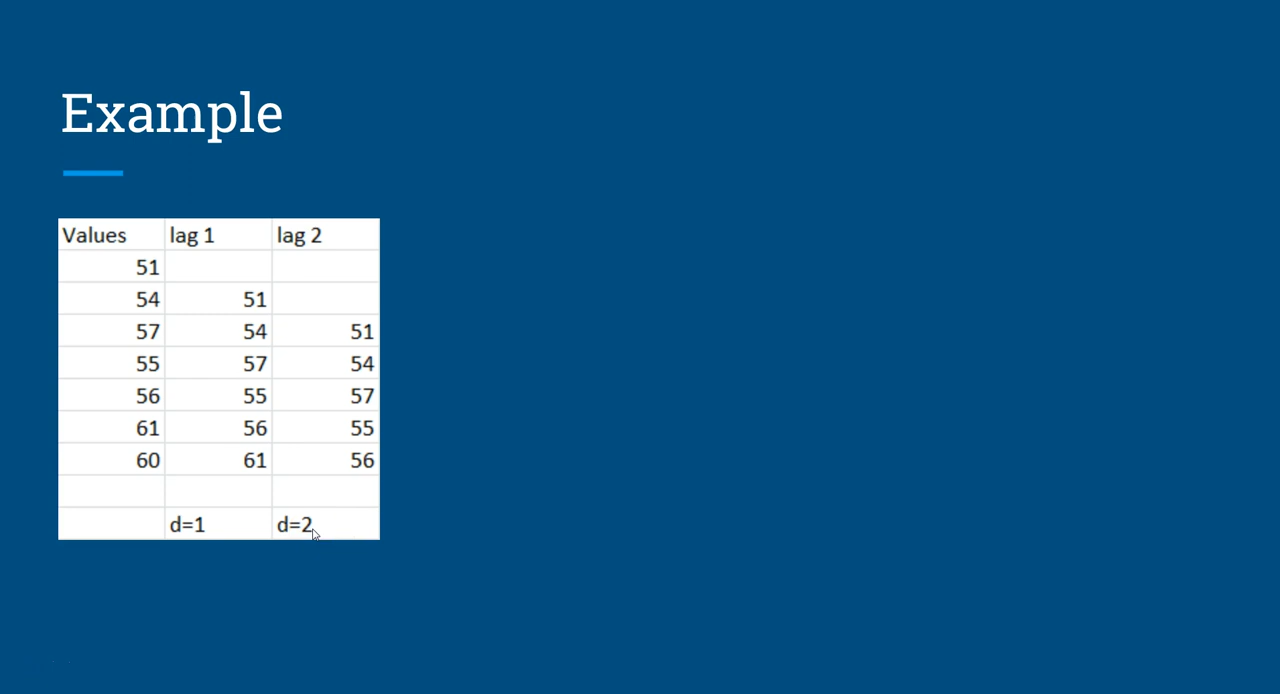 Example
Values lag 1 lag 2
51
54 51
57 54 51
55 57 54
56 55 57
61 56 55
60 61 56
d=1 d=2